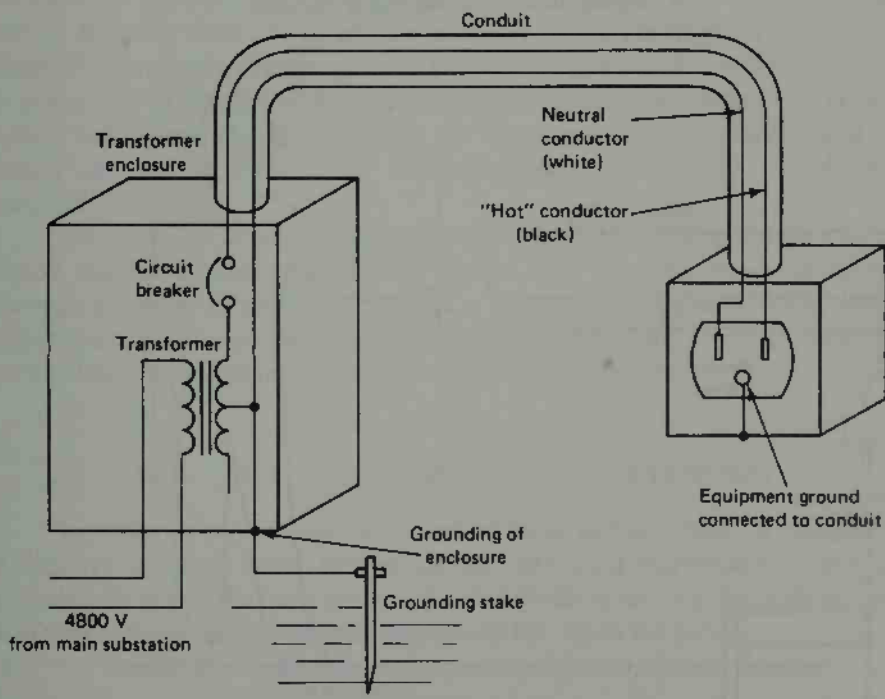 Conduit
Neutral
conductor
(white)
Transformer
enclosure
"Hot" conductor
(black)
Circuit
breaker
Transformer
Equipment ground
connected to conduit
Grounding of
enclosure
Grounding stake
4800 V
from main substation